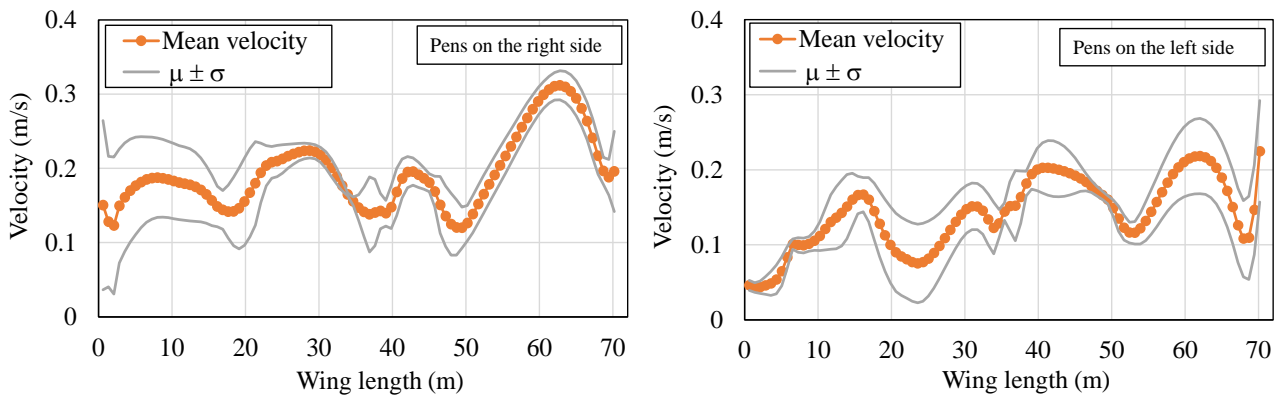 0.4
0.3
0.2
0.1
0
Velocity (m/s)
Mean velocity
μ ± σ
Pens on the right side
0 10 20 30 40 50 60 70
Wing length (m)
0.4
0.3
0.2
0.1
0
Velocity (m/s)
Mean velocity
μ ± σ
Pens on the left side
0 10 20 30 40 50 60 70
Wing length (m)